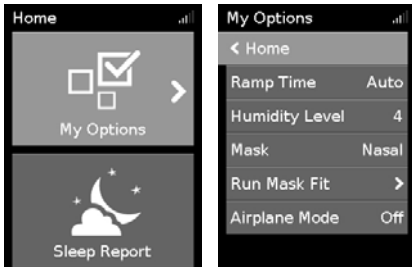 Home
My Options
Sleep Report
My Options
< Home
Ramp Time Auto
Humidity Level 4
Mask Nasal
Run Mask Fit >
Airplane Mode Off